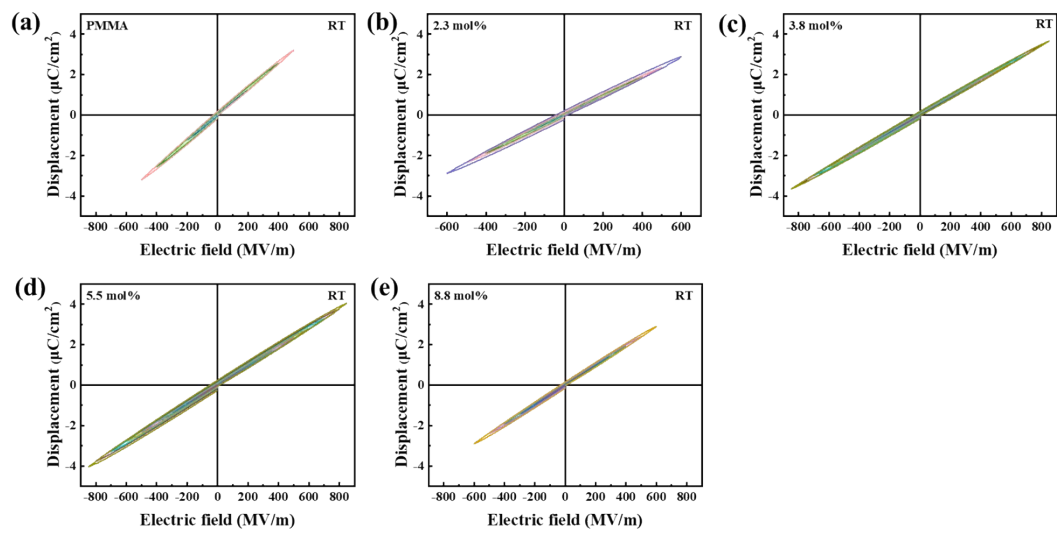 (a)
PMMA RT
Displacement (μC/cm²)
4
2
0
-2
-4
-800 -600 -400 -200 0 200 400 600 800
Electric field (MV/m)
(b)
2.3 mol% RT
Displacement (μC/cm²)
4
2
0
-2
-4
-800 -600 -400 -200 0 200 400 600 800
Electric field (MV/m)
(c)
3.8 mol% RT
Displacement (μC/cm²)
4
2
0
-2
-4
-800 -600 -400 -200 0 200 400 600 800
Electric field (MV/m)
(d)
5.5 mol% RT
Displacement (μC/cm²)
4
2
0
-2
-4
-800 -600 -400 -200 0 200 400 600 800
Electric field (MV/m)
(e)
8.8 mol% RT
Displacement (μC/cm²)
4
2
0
-2
-4
-800 -600 -400 -200 0 200 400 600 800
Electric field (MV/m)